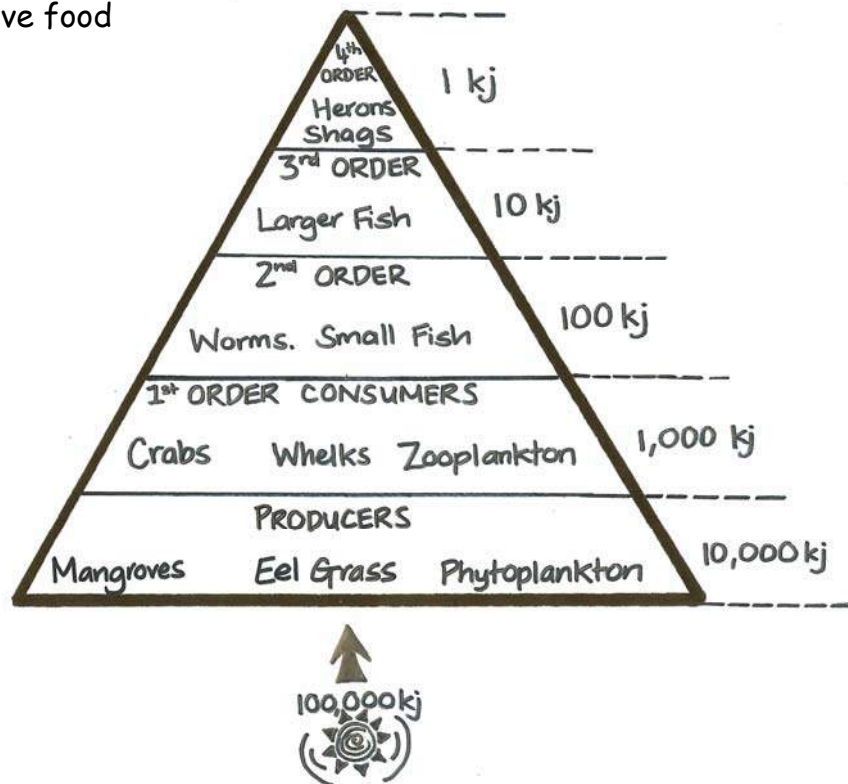 ve food
4th
ORDER
Herons
Shags
1 kj
3rd ORDER
Larger Fish
10 kj
2nd ORDER
Worms. Small Fish
100 kj
1st ORDER CONSUMERS
Crabs Whelks Zooplankton
1,000 kj
PRODUCERS
Mangroves Eel Grass Phytoplankton
10,000 kj
100,000 kj